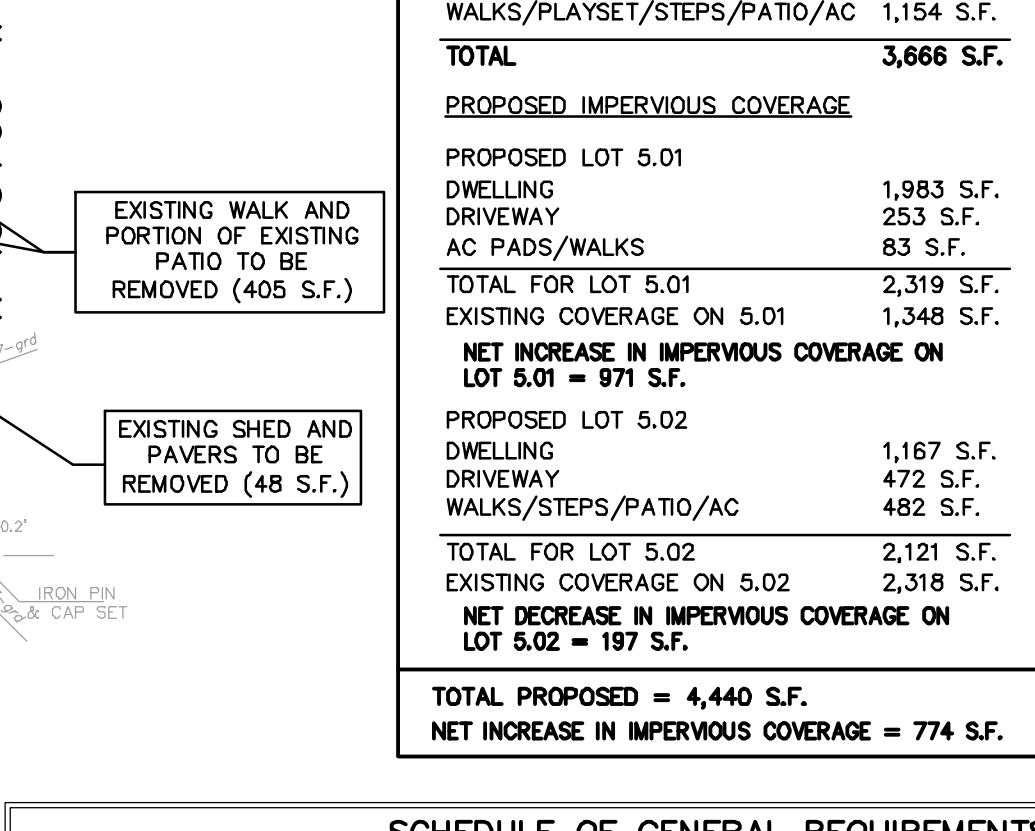 WALKS/PLAYSET/STEPS/PATIO/AC 1,154 S.F.
TOTAL 3,666 S.F.
PROPOSED IMPERVIOUS COVERAGE
PROPOSED LOT 5.01
DWELLING 1,983 S.F.
DRIVEWAY 253 S.F.
AC PADS/WALKS 83 S.F.
TOTAL FOR LOT 5.01 2,319 S.F.
EXISTING COVERAGE ON 5.01 1,348 S.F.
NET INCREASE IN IMPERVIOUS COVERAGE ON
LOT 5.01 = 971 S.F.
PROPOSED LOT 5.02
DWELLING 1,167 S.F.
DRIVEWAY 472 S.F.
WALKS/STEPS/PATIO/AC 482 S.F.
TOTAL FOR LOT 5.02 2,121 S.F.
EXISTING COVERAGE ON 5.02 2,318 S.F.
NET DECREASE IN IMPERVIOUS COVERAGE ON
LOT 5.02 = 197 S.F.
TOTAL PROPOSED = 4,440 S.F.
NET INCREASE IN IMPERVIOUS COVERAGE = 774 S.F.
EXISTING WALK AND
PORTION OF EXISTING
PATIO TO BE
REMOVED (405 S.F.)
EXISTING SHED AND
PAVERS TO BE
REMOVED (48 S.F.)
0.2'
IRON PIN
& CAP SET
SCHEDULE OF GENERAL REQUIREMENTS